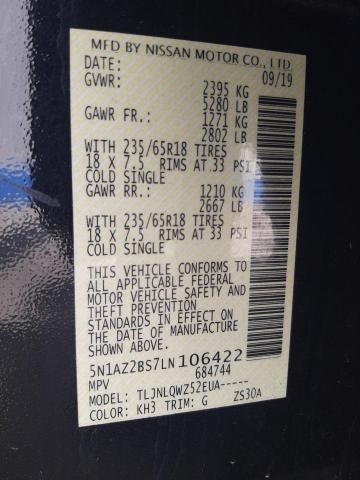 MFD BY NISSAN MOTOR CO., LTD.
DATE: 09/19
GVWR: 2395 KG
5280 LB
GAWR FR.: 1271 KG
2802 LB
WITH 235/65R18 TIRES
18 X 7.5 RIMS AT 33 PSI
COLD SINGLE
GAWR RR.: 1210 KG
2667 LB
WITH 235/65R18 TIRES
18 X 7.5 RIMS AT 33 PSI
COLD SINGLE
THIS VEHICLE CONFORMS TO
ALL APPLICABLE FEDERAL
MOTOR VEHICLE SAFETY AND
THEFT PREVENTION
STANDARDS IN EFFECT ON
THE DATE OF MANUFACTURE
5N1AZ2BS7LN106422
MPV 684744
MODEL: TLJNLQWZ52EUA-----
COLOR: KH3 TRIM: G ZS30A